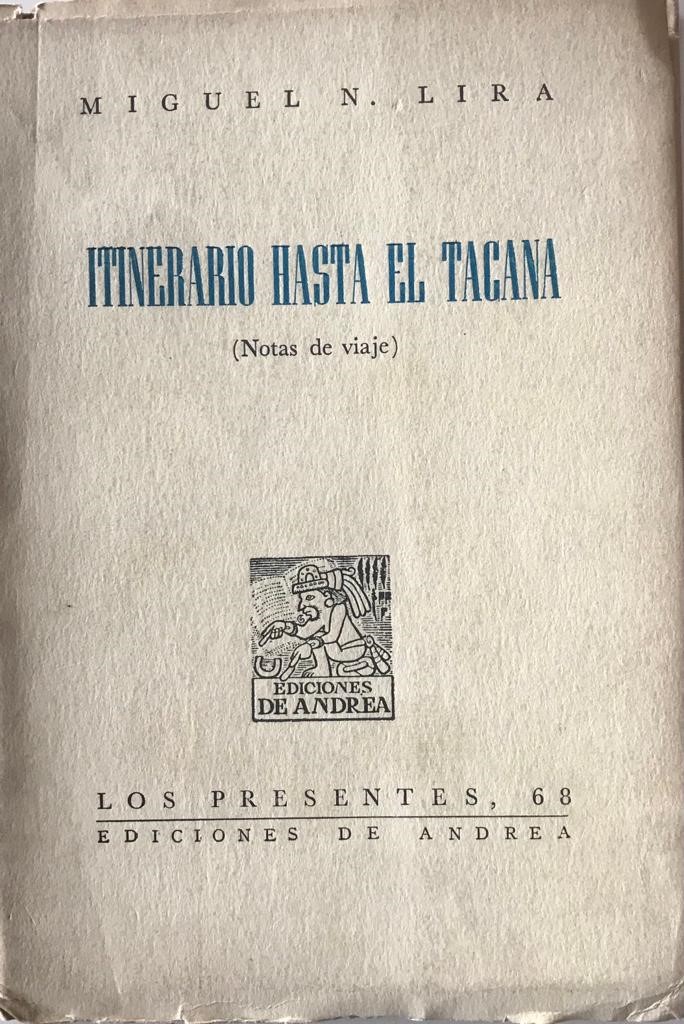 MIGUEL N. LIRA
ITINERARIO HASTA EL TACANA
(Notas de viaje)
EDICIONES
DE ANDREA
LOS PRESENTES, 68
EDICIONES DE ANDREA